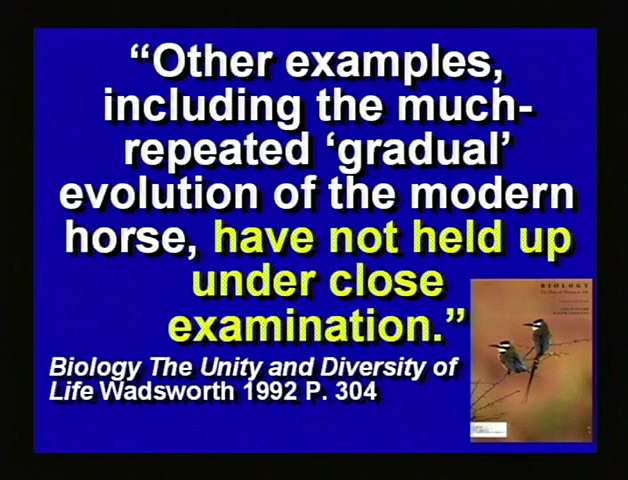 “Other examples,
including the much-
repeated ‘gradual’
evolution of the modern
horse, have not held up
under close
examination.”
Biology The Unity and Diversity of
Life Wadsworth 1992 P. 304
BIOLOGY